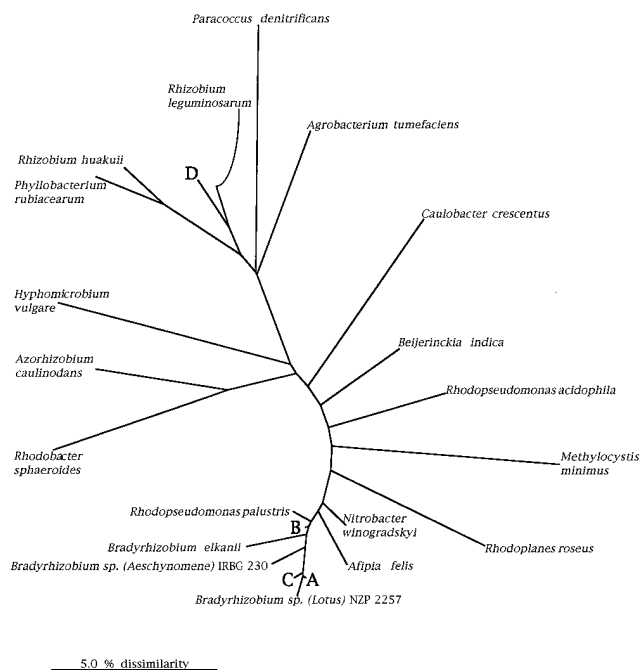 Paracoccus denitrificans
Rhizobium
leguminosarum
Agrobacterium tumefaciens
Rhizobium huakuii
D
Phyllobacterium
rubiacearum
Caulobacter crescentus
Hyphomicrobium
vulgare
Beijerinckia indica
Azorhizobium
caulinodans
Rhodopseudomonas acidophila
Rhodobacter
sphaeroides
Methylocystis
minimus
Rhodopseudomonas palustris
B
Nitrobacter
winogradskyi
Bradyrhizobium elkanii
Rhodoplanes roseus
Bradyrhizobium sp. (Aeschynomene) IRBG 230
Afipia felis
C A
Bradyrhizobium sp. (Lotus) NZP 2257
5.0 % dissimilarity